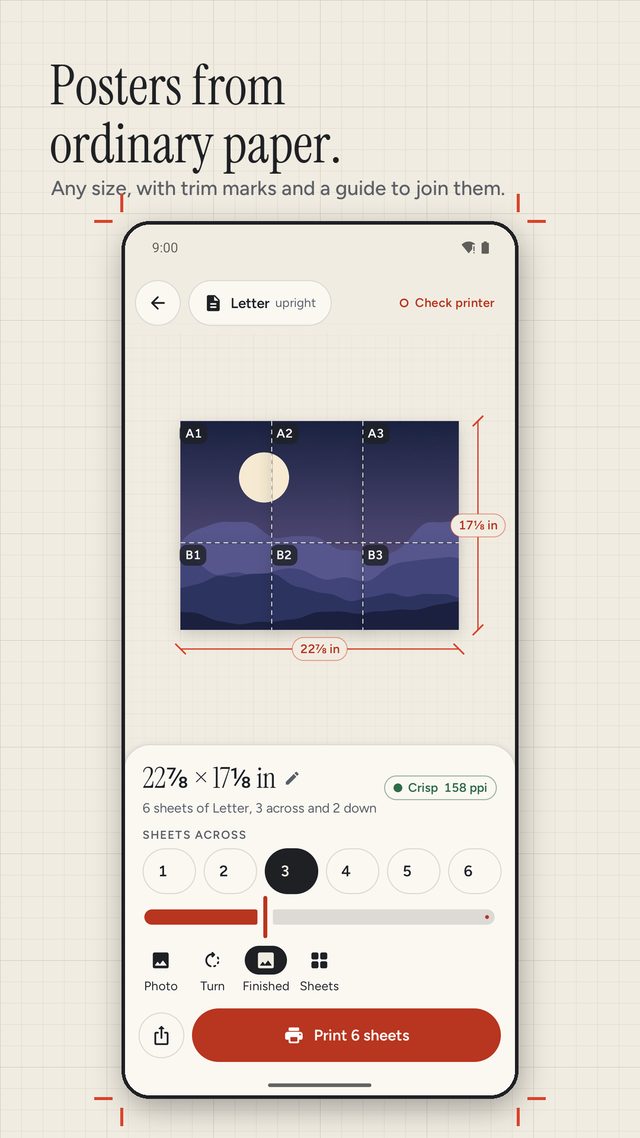 Posters from
ordinary paper.
Any size, with trim marks and a guide to join them.
9:00
Letter upright
Check printer
A1 A2 A3
17⅛ in
B1 B2 B3
22⅞ in
22⅞ × 17⅛ in
Crisp 158 ppi
6 sheets of Letter, 3 across and 2 down
SHEETS ACROSS
1 2 3 4 5 6
Photo Turn Finished Sheets
Print 6 sheets